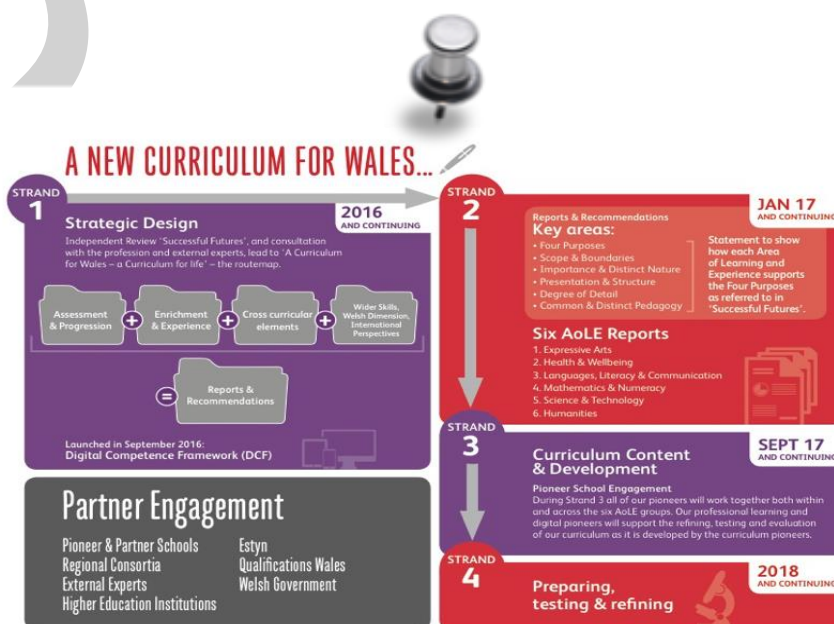 A NEW CURRICULUM FOR WALES...
STRAND
1
2016
AND CONTINUING
Strategic Design
Independent Review 'Successful Futures', and consultation
with the profession and external experts, lead to 'A Curriculum
for Wales – a Curriculum for life' – the routemap.
Assessment
& Progression
+
Enrichment
& Experience
+
Cross curricular
elements
+
Wider Skills,
Welsh Dimension,
International
Perspectives
=
Reports &
Recommendations
Launched in September 2016:
Digital Competence Framework (DCF)
Partner Engagement
Pioneer & Partner Schools
Regional Consortia
External Experts
Higher Education Institutions
Estyn
Qualifications Wales
Welsh Government
STRAND
2
JAN 17
AND CONTINUING
Reports & Recommendations
Key areas:
• Four Purposes
• Scope & Boundaries
• Importance & Distinct Nature
• Presentation & Structure
• Degree of Detail
• Common & Distinct Pedagogy
Statement to show
how each Area
of Learning and
Experience supports
the Four Purposes
as referred to in
'Successful Futures'.
Six AoLE Reports
1. Expressive Arts
2. Health & Wellbeing
3. Languages, Literacy & Communication
4. Mathematics & Numeracy
5. Science & Technology
6. Humanities
STRAND
3
SEPT 17
AND CONTINUING
Curriculum Content
& Development
Pioneer School Engagement
During Strand 3 all of our pioneers will work together both within
and across the six AoLE groups. Our professional learning and
digital pioneers will support the refining, testing and evaluation
of our curriculum as it is developed by the curriculum pioneers.
STRAND
4
2018
AND CONTINUING
Preparing,
testing & refining